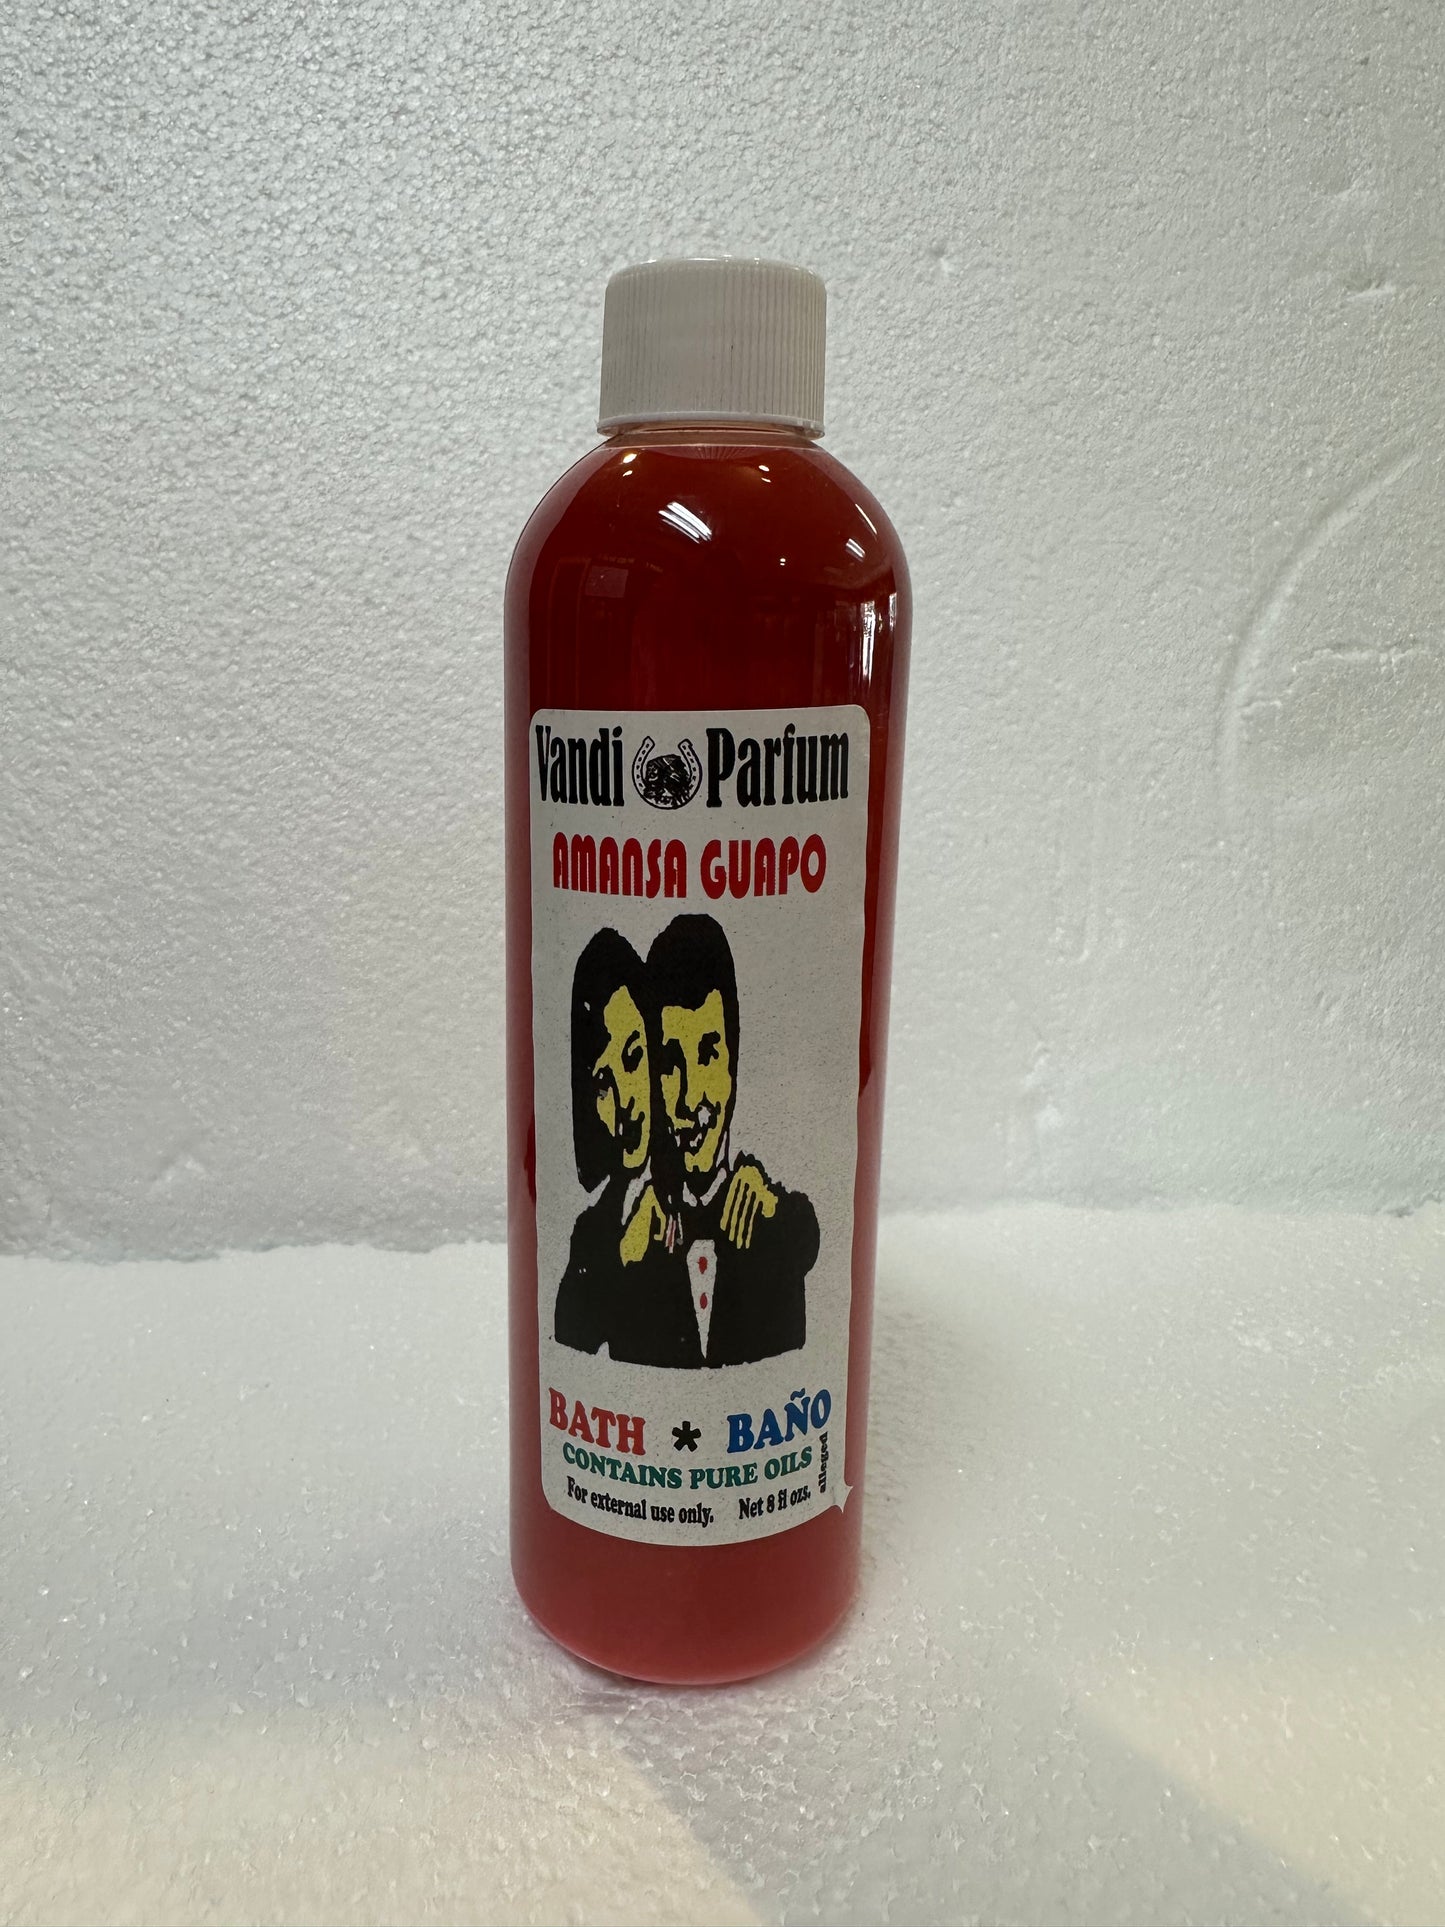 Vandi Parfum
AMANSA GUAPO
BATH * BAÑO
CONTAINS PURE OILS
alleged
For external use only. Net 8 fl ozs.